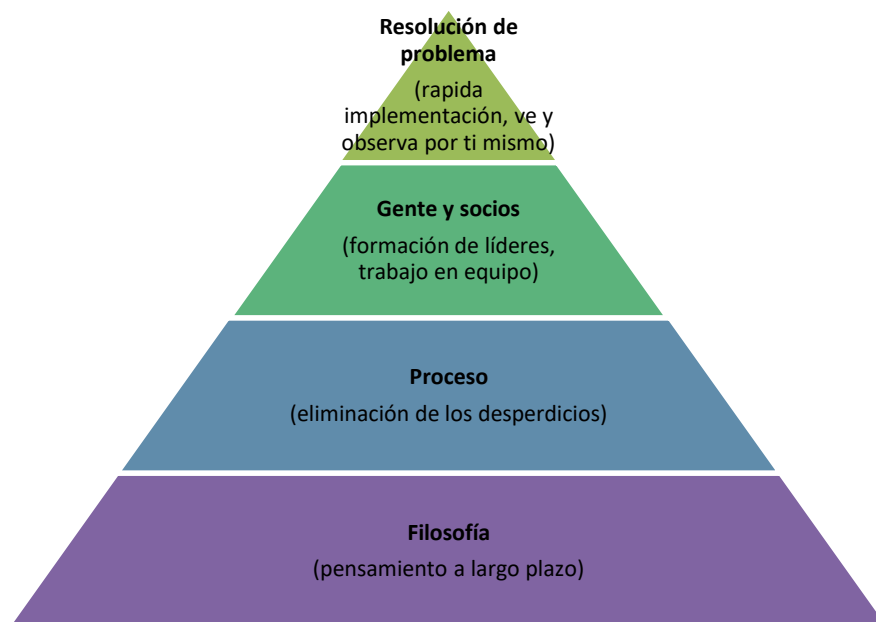 Resolución de
problema
(rapida
implementación, ve y
observa por ti mismo)
Gente y socios
(formación de líderes,
trabajo en equipo)
Proceso
(eliminación de los desperdicios)
Filosofía
(pensamiento a largo plazo)